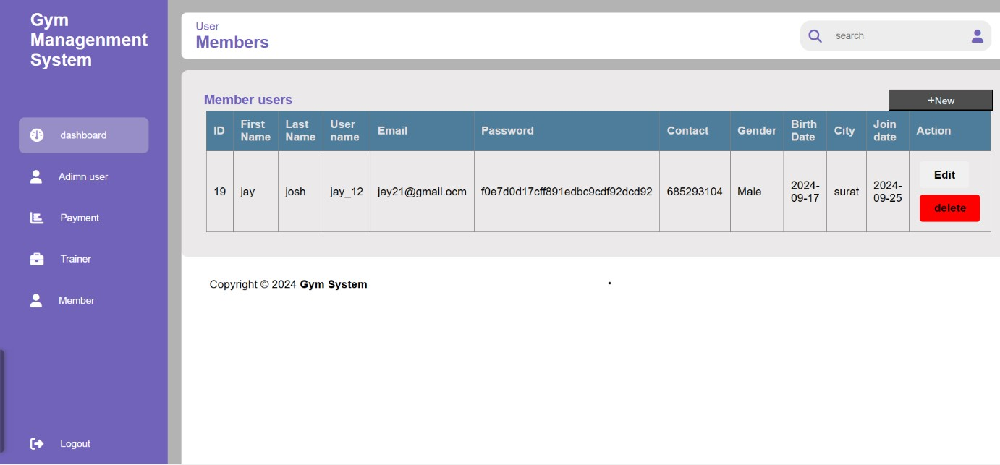 Gym
Managenment
System
dashboard
Adimn user
Payment
Trainer
Member
Logout
User
Members
search
Member users
+New
ID First Name Last Name User name Email Password Contact Gender Birth Date City Join date Action
19 jay josh jay_12 jay21@gmail.ocm f0e7d0d17cff891edbc9cdf92dcd92 685293104 Male 2024-09-17 surat 2024-09-25 Edit
delete
Copyright © 2024 Gym System